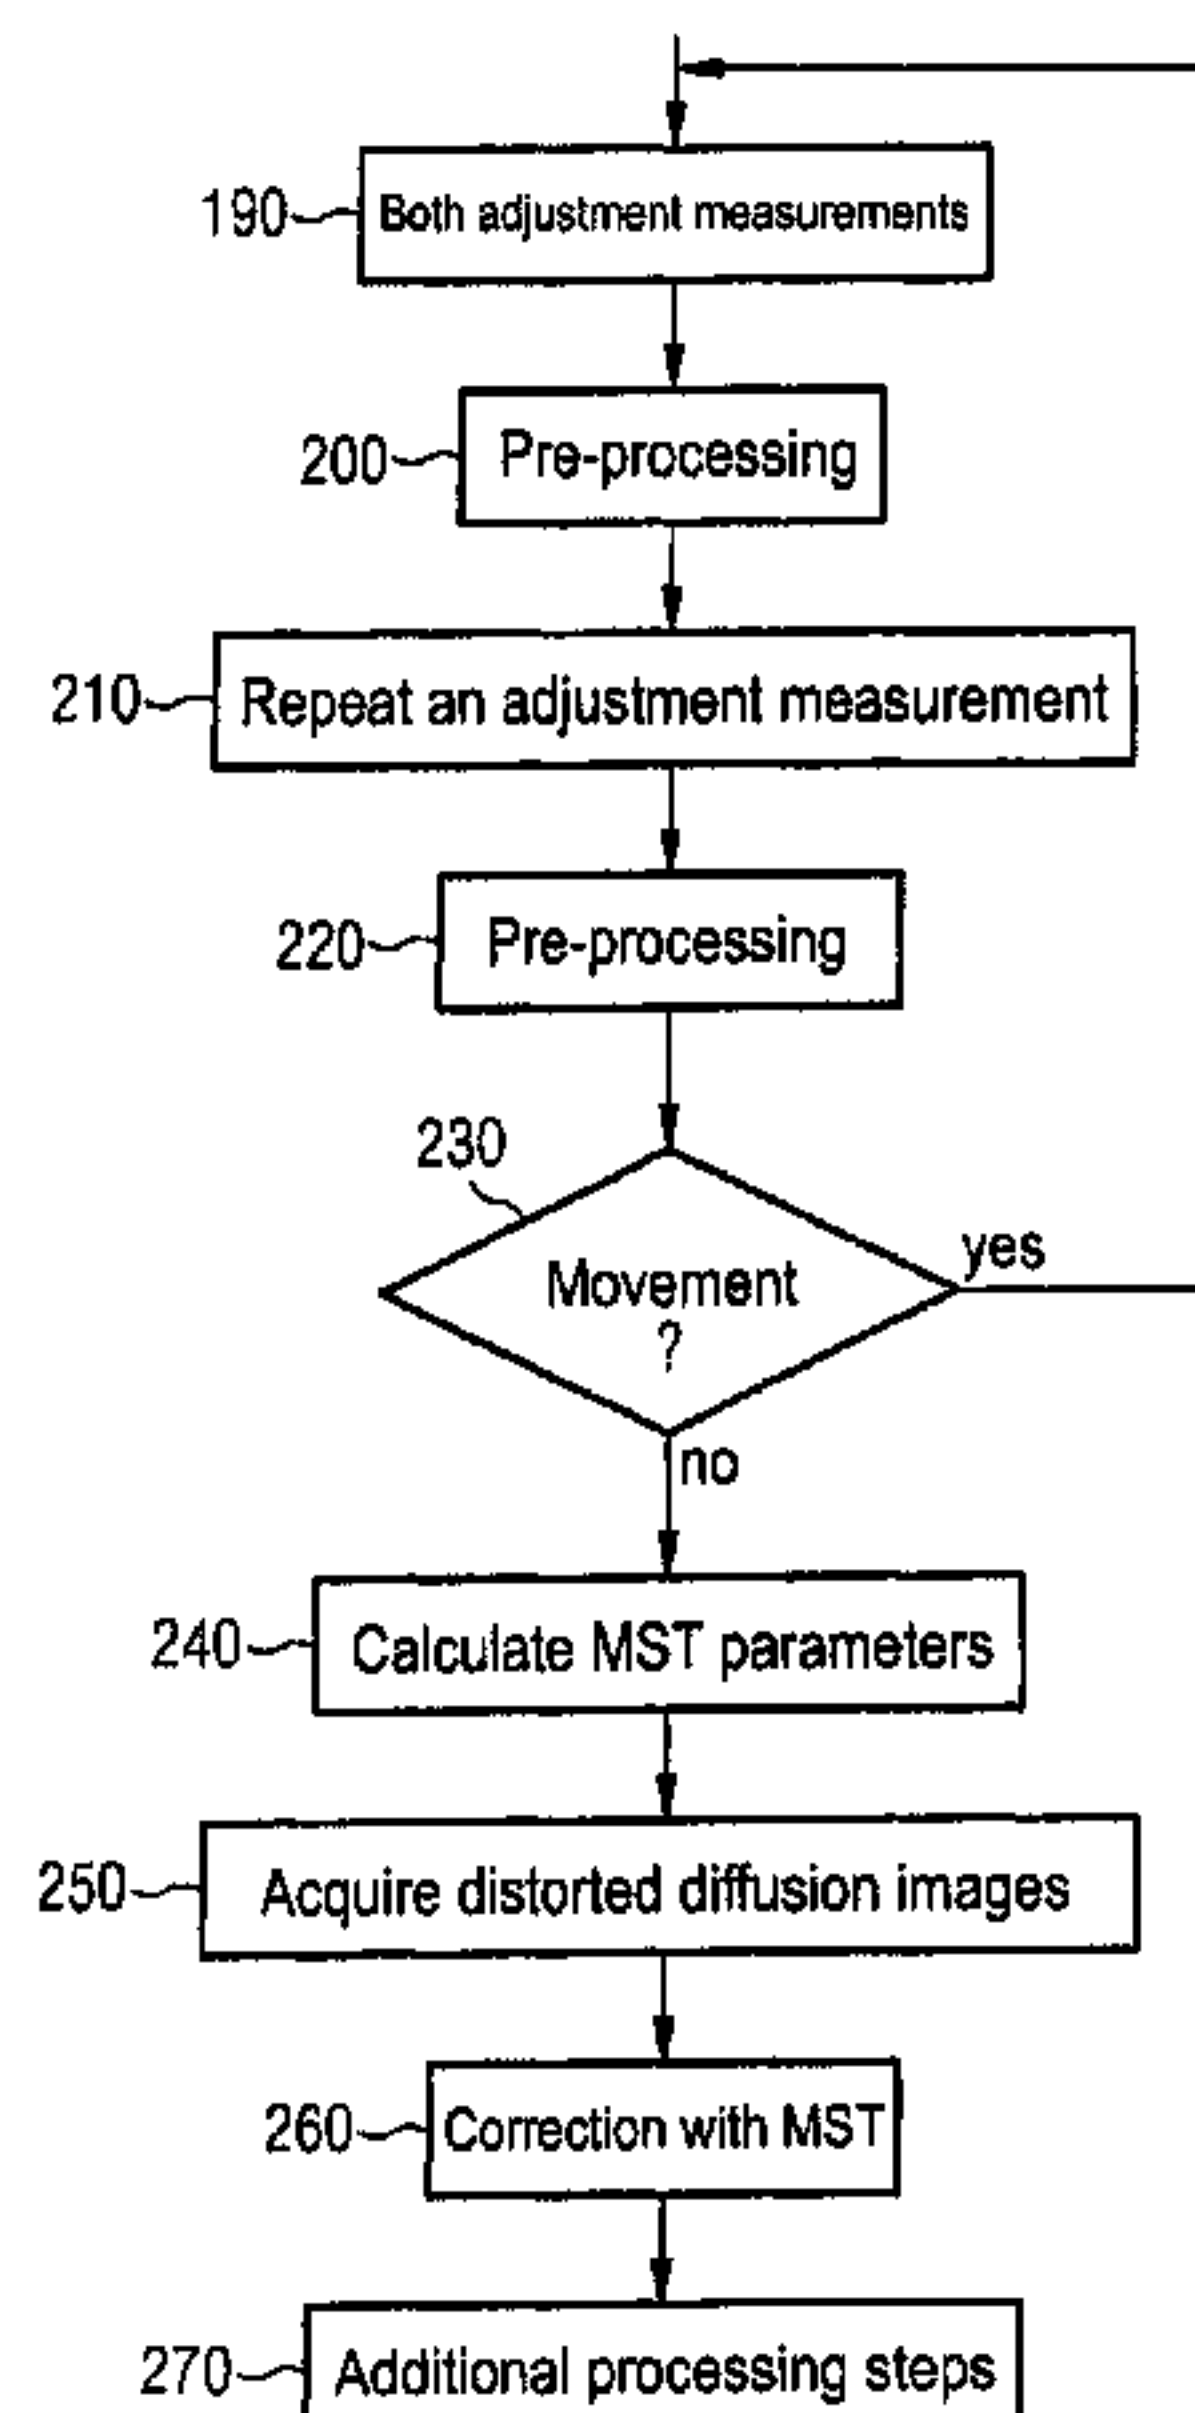 190 Both adjustment measurements
200 Pre-processing
210 Repeat an adjustment measurement
220 Pre-processing
230
Movement
?
yes
no
240 Calculate MST parameters
250 Acquire distorted diffusion images
260 Correction with MST
270 Additional processing steps